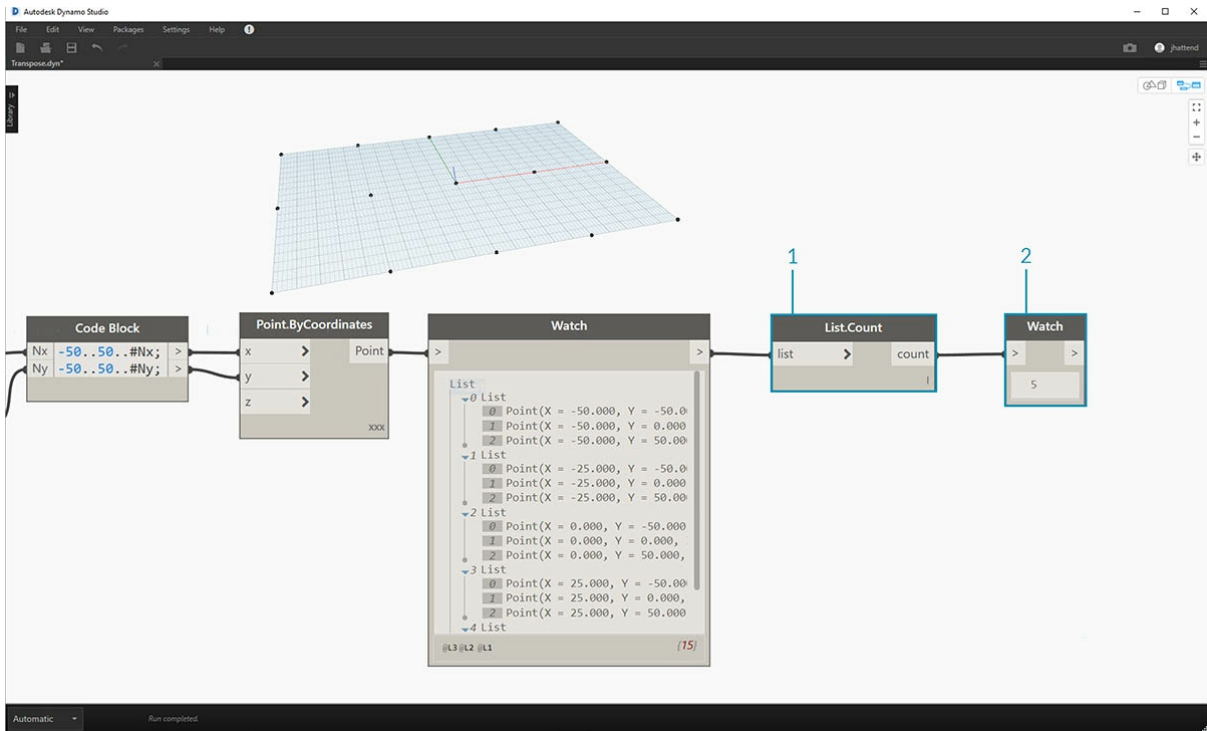 Autodesk Dynamo Studio
File Edit View Packages Settings Help
jhattend
Transpose.dyn*
Library
1
2
Code Block
Nx -50..50..#Nx; >
Ny -50..50..#Ny; >
Point.ByCoordinates
x > Point
y >
z >
xxx
Watch
> >
List
0 List
0 Point(X = -50.000, Y = -50.0
1 Point(X = -50.000, Y = 0.000
2 Point(X = -50.000, Y = 50.00
1 List
0 Point(X = -25.000, Y = -50.0
1 Point(X = -25.000, Y = 0.000
2 Point(X = -25.000, Y = 50.00
2 List
0 Point(X = 0.000, Y = -50.000
1 Point(X = 0.000, Y = 0.000,
2 Point(X = 0.000, Y = 50.000,
3 List
0 Point(X = 25.000, Y = -50.00
1 Point(X = 25.000, Y = 0.000,
2 Point(X = 25.000, Y = 50.000
4 List
@L3 @L2 @L1 {15}
List.Count
list > count
l
Watch
> >
5
Automatic Run completed.